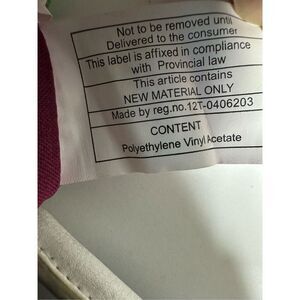 Not to be removed until
Delivered to the consumer
This label is affixed in compliance
with Provincial law
This article contains
NEW MATERIAL ONLY
Made by reg.no.12T-0406203
CONTENT
Polyethylene Vinyl Acetate